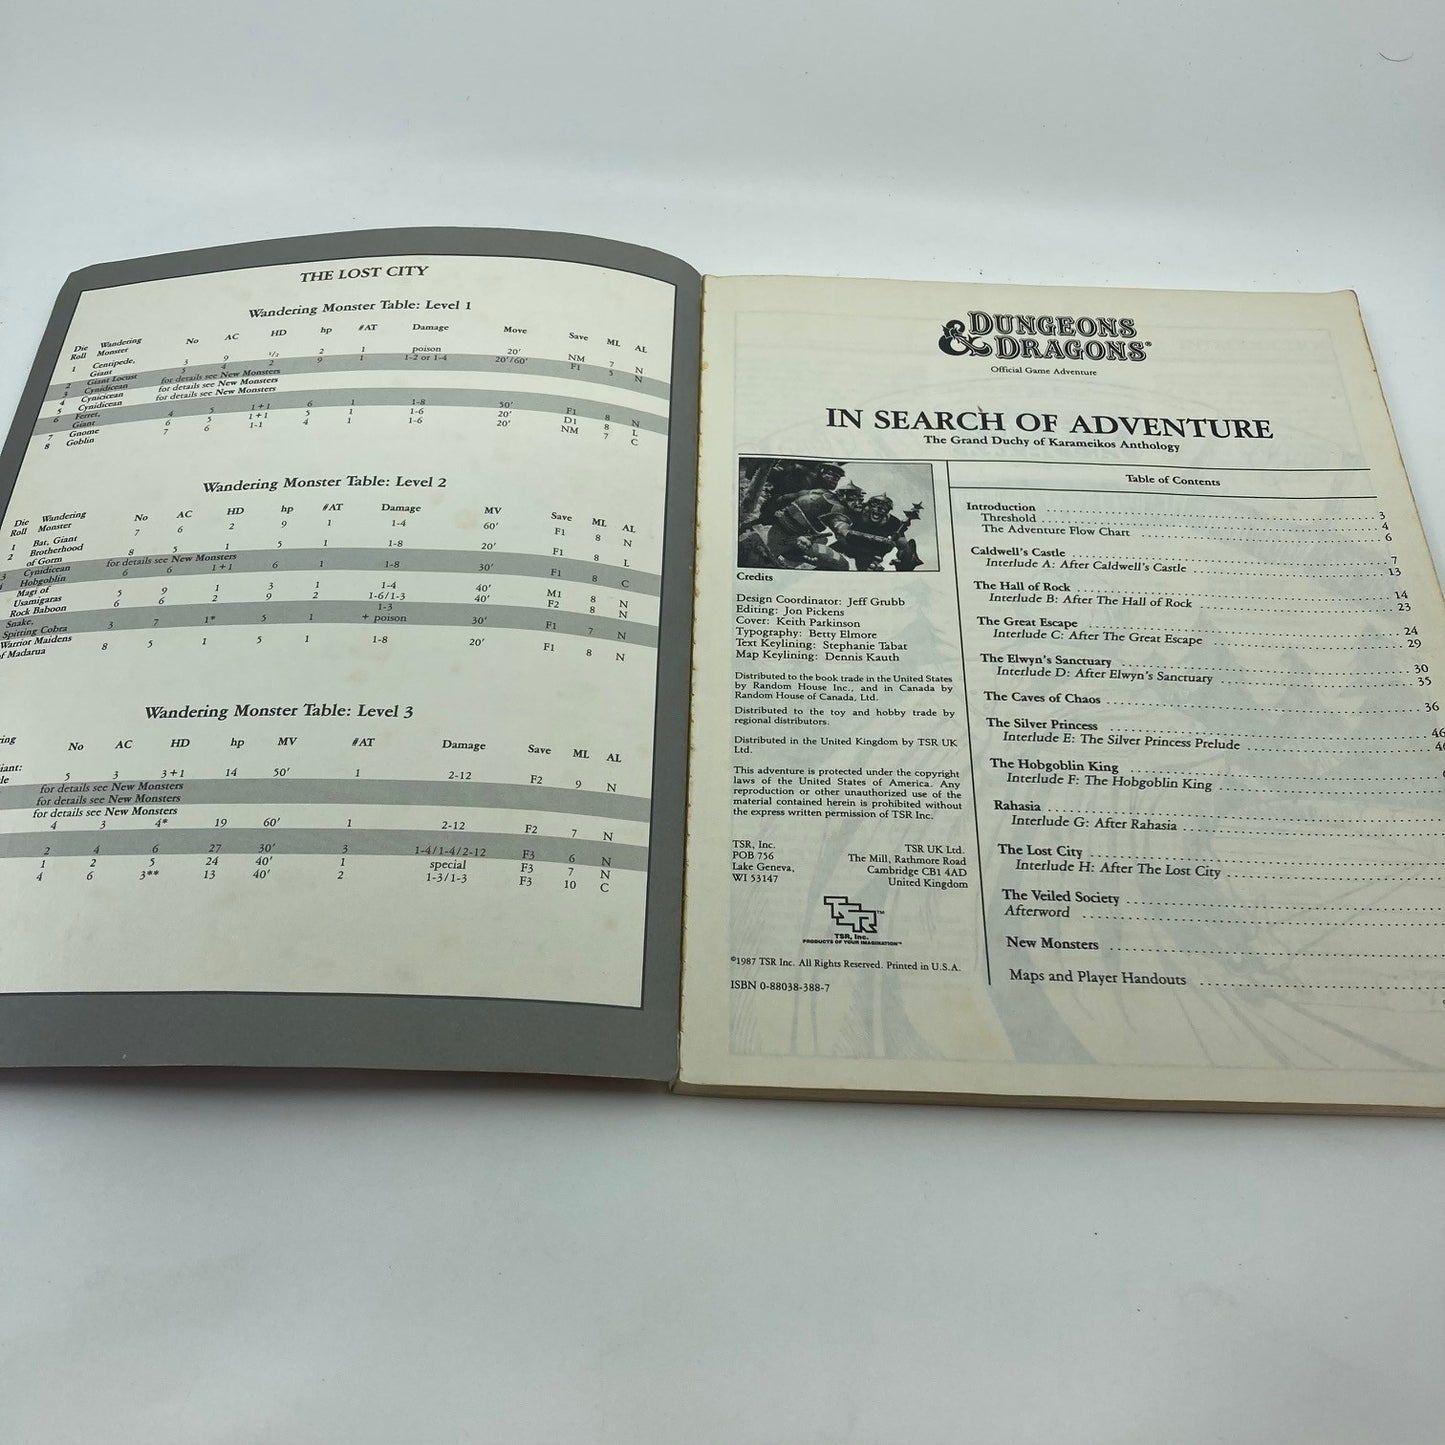 THE LOST CITY
Wandering Monster Table: Level 1
Die Roll Wandering Monster No AC HD hp #AT Damage Move Save ML AL
1 Centipede, Giant 3 9 ½ 2 1 poison 20' NM 7 N
2 Giant Locust 5 4 2 9 1 1-2 or 1-4 20'/60' F1 5 N
3 Cynidicean for details see New Monsters
4 Cynicicean for details see New Monsters
5 Cynidicean for details see New Monsters
6 Ferret, Giant 4 5 1+1 6 1 1-8 50' F1 8 N
7 Gnome 6 5 1+1 5 1 1-6 20' D1 8 L
8 Goblin 7 6 1-1 4 1 1-6 20' NM 7 C
Wandering Monster Table: Level 2
Die Roll Wandering Monster No AC HD hp #AT Damage MV Save ML AL
1 Bat, Giant 7 6 2 9 1 1-4 60' F1 8 N
2 Brotherhood of Gorm 8 5 1 5 1 1-8 20' F1 8 L
3 Cynidicean for details see New Monsters
Hobgoblin 6 6 1+1 6 1 1-8 30' F1 8 C
Magi of Usamigaras 5 9 1 3 1 1-4 40' M1 8 N
Rock Baboon 6 6 2 9 2 1-6/1-3 40' F2 8 N
Snake, Spitting Cobra 3 7 1* 5 1 1-3 + poison 30' F1 7 N
Warrior Maidens of Madarua 8 5 1 5 1 1-8 20' F1 8 N
Wandering Monster Table: Level 3
No AC HD hp MV #AT Damage Save ML AL
5 3 3+1 14 50' 1 2-12 F2 9 N
for details see New Monsters
for details see New Monsters
for details see New Monsters
4 3 4* 19 60' 1 2-12 F2 7 N
2 4 6 27 30' 3 1-4/1-4/2-12 F3 6 N
1 2 5 24 40' 1 special F3 7 N
4 6 3** 13 40' 2 1-3/1-3 F3 10 C
DUNGEONS
& DRAGONS®
Official Game Adventure
IN SEARCH OF ADVENTURE
The Grand Duchy of Karameikos Anthology
Credits
Design Coordinator: Jeff Grubb
Editing: Jon Pickens
Cover: Keith Parkinson
Typography: Betty Elmore
Text Keylining: Stephanie Tabat
Map Keylining: Dennis Kauth
Distributed to the book trade in the United States
by Random House Inc., and in Canada by
Random House of Canada, Ltd.
Distributed to the toy and hobby trade by
regional distributors.
Distributed in the United Kingdom by TSR UK
Ltd.
This adventure is protected under the copyright
laws of the United States of America. Any
reproduction or other unauthorized use of the
material contained herein is prohibited without
the express written permission of TSR Inc.
TSR, Inc.
POB 756
Lake Geneva,
WI 53147
TSR UK Ltd.
The Mill, Rathmore Road
Cambridge CB1 4AD
United Kingdom
TSR™
TSR, Inc.
PRODUCTS OF YOUR IMAGINATION™
©1987 TSR Inc. All Rights Reserved. Printed in U.S.A.
ISBN 0-88038-388-7
Table of Contents
Introduction 3
Threshold 4
The Adventure Flow Chart 6
Caldwell's Castle 7
Interlude A: After Caldwell's Castle 13
The Hall of Rock 14
Interlude B: After The Hall of Rock 23
The Great Escape 24
Interlude C: After The Great Escape 29
The Elwyn's Sanctuary 30
Interlude D: After Elwyn's Sanctuary 35
The Caves of Chaos 36
The Silver Princess 46
Interlude E: The Silver Princess Prelude
The Hobgoblin King
Interlude F: The Hobgoblin King
Rahasia
Interlude G: After Rahasia
The Lost City
Interlude H: After The Lost City
The Veiled Society
Afterword
New Monsters
Maps and Player Handouts